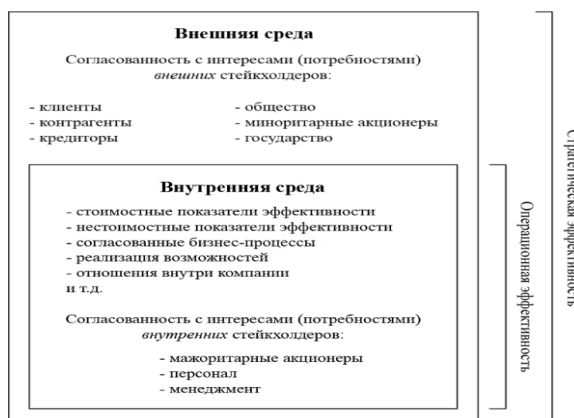 Внешняя среда
Согласованность с интересами (потребностями)
внешних стейкхолдеров:
- клиенты
- контрагенты
- кредиторы
- общество
- миноритарные акционеры
- государство
Внутренняя среда
- стоимостные показатели эффективности
- нестоимостные показатели эффективности
- согласованные бизнес-процессы
- реализация возможностей
- отношения внутри компании
и т.д.
Согласованность с интересами (потребностями)
внутренних стейкхолдеров:
- мажоритарные акционеры
- персонал
- менеджмент
Операционная эффективность
Стратегическая эффективность